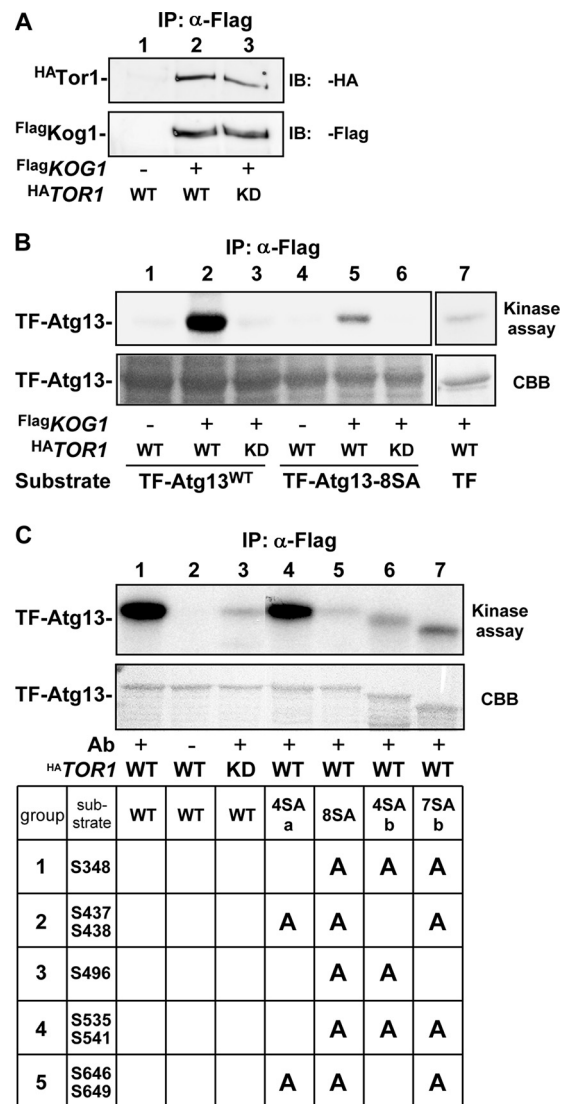 A
IP: α-Flag
1 2 3
HATor1-
IB: -HA
FlagKog1-
IB: -Flag
FlagKOG1 - + +
HATOR1 WT WT KD
B
IP: α-Flag
1 2 3 4 5 6 7
TF-Atg13-
Kinase
assay
TF-Atg13-
CBB
FlagKOG1 - + + - + + +
HATOR1 WT WT KD WT WT KD WT
Substrate TF-Atg13WT TF-Atg13-8SA TF
C
IP: α-Flag
1 2 3 4 5 6 7
TF-Atg13-
Kinase
assay
TF-Atg13-
CBB
Ab + - + + + + +
HATOR1 WT WT KD WT WT WT WT
group sub-strate WT WT WT 4SA a 8SA 4SA b 7SA b
1 S348 A A A
2 S437 S438 A A A
3 S496 A A
4 S535 S541 A A A
5 S646 S649 A A A